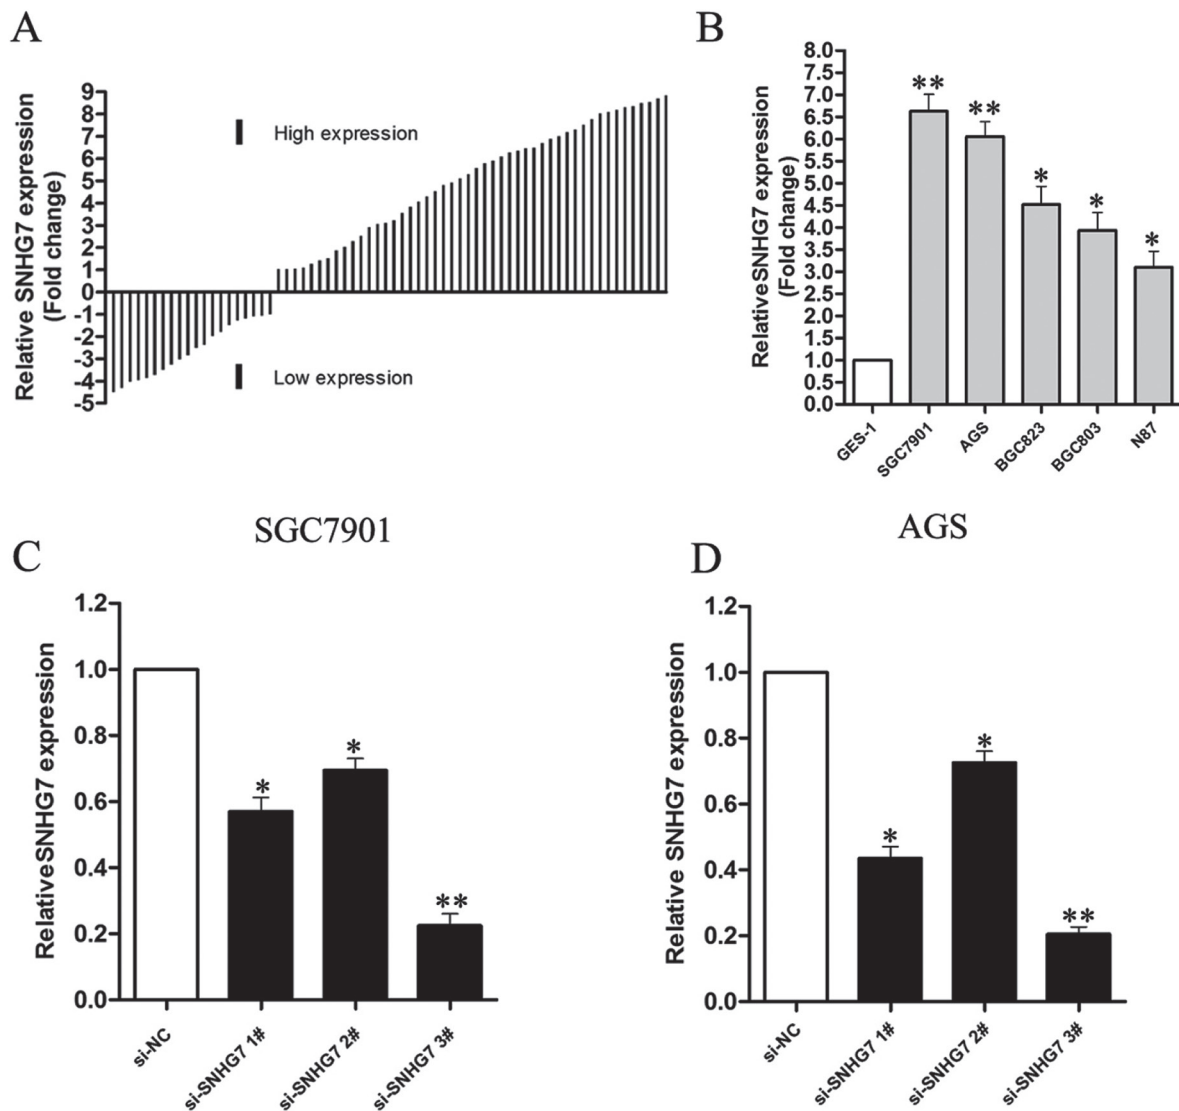 A
Relative SNHG7 expression
(Fold change)
9
8
7
6
5
4
3
2
1
0
-1
-2
-3
-4
-5
High expression
Low expression
B
RelativeSNHG7 expression
(Fold change)
8.0
7.5
7.0
6.5
6.0
5.5
5.0
4.5
4.0
3.5
3.0
2.5
2.0
1.5
1.0
0.5
0.0
**
**
*
*
*
GES-1
SGC7901
AGS
BGC823
BGC803
N87
C
SGC7901
RelativeSNHG7 expression
1.2
1.0
0.8
0.6
0.4
0.2
0.0
*
*
**
si-NC
si-SNHG7 1#
si-SNHG7 2#
si-SNHG7 3#
D
AGS
Relative SNHG7 expression
1.2
1.0
0.8
0.6
0.4
0.2
0.0
*
*
**
si-NC
si-SNHG7 1#
si-SNHG7 2#
si-SNHG7 3#